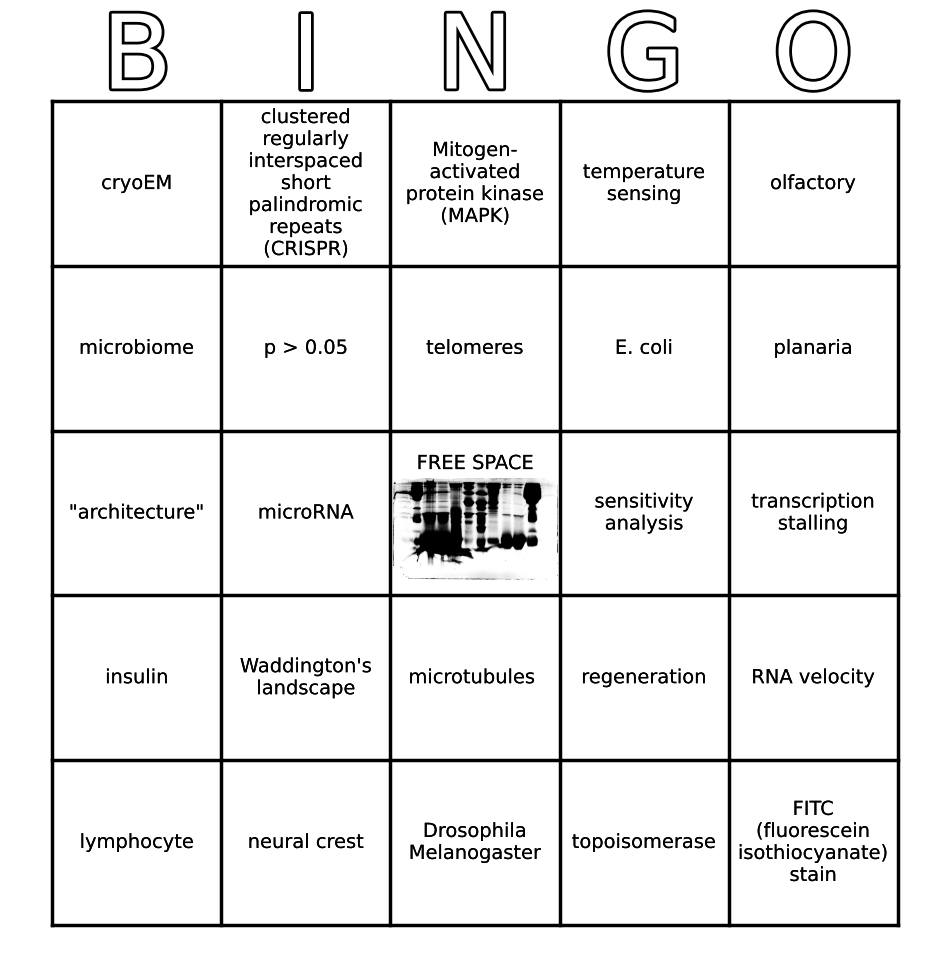 B I N G O
cryoEM
clustered
regularly
interspaced
short
palindromic
repeats
(CRISPR)
Mitogen-
activated
protein kinase
(MAPK)
temperature
sensing
olfactory
microbiome
p > 0.05
telomeres
E. coli
planaria
"architecture"
microRNA
FREE SPACE
sensitivity
analysis
transcription
stalling
insulin
Waddington's
landscape
microtubules
regeneration
RNA velocity
lymphocyte
neural crest
Drosophila
Melanogaster
topoisomerase
FITC
(fluorescein
isothiocyanate)
stain